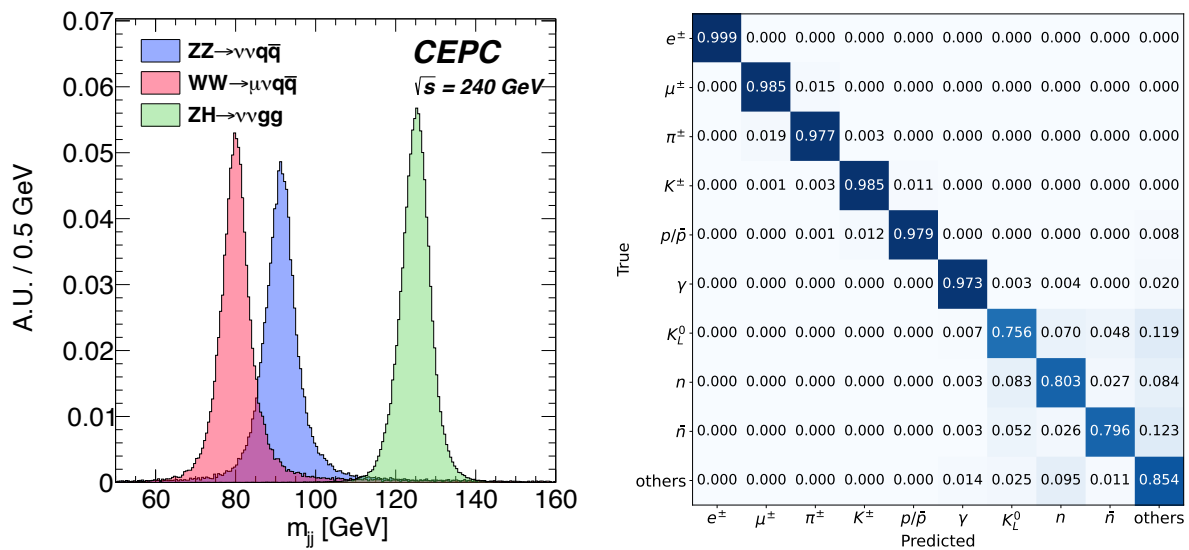 0.07
0.06
0.05
0.04
0.03
0.02
0.01
0
A.U. / 0.5 GeV
ZZ→ννqq̅
WW→μνqq̅
ZH→ννgg
CEPC
√s = 240 GeV
60 80 100 120 140 160
m_jj [GeV]
True
e± 0.999 0.000 0.000 0.000 0.000 0.000 0.000 0.000 0.000 0.000
μ± 0.000 0.985 0.015 0.000 0.000 0.000 0.000 0.000 0.000 0.000
π± 0.000 0.019 0.977 0.003 0.000 0.000 0.000 0.000 0.000 0.000
K± 0.000 0.001 0.003 0.985 0.011 0.000 0.000 0.000 0.000 0.000
p/p̄ 0.000 0.000 0.001 0.012 0.979 0.000 0.000 0.000 0.000 0.008
γ 0.000 0.000 0.000 0.000 0.000 0.973 0.003 0.004 0.000 0.020
K_L^0 0.000 0.000 0.000 0.000 0.000 0.007 0.756 0.070 0.048 0.119
n 0.000 0.000 0.000 0.000 0.000 0.003 0.083 0.803 0.027 0.084
n̄ 0.000 0.000 0.000 0.000 0.000 0.003 0.052 0.026 0.796 0.123
others 0.000 0.000 0.000 0.000 0.000 0.014 0.025 0.095 0.011 0.854
e± μ± π± K± p/p̄ γ K_L^0 n n̄ others
Predicted